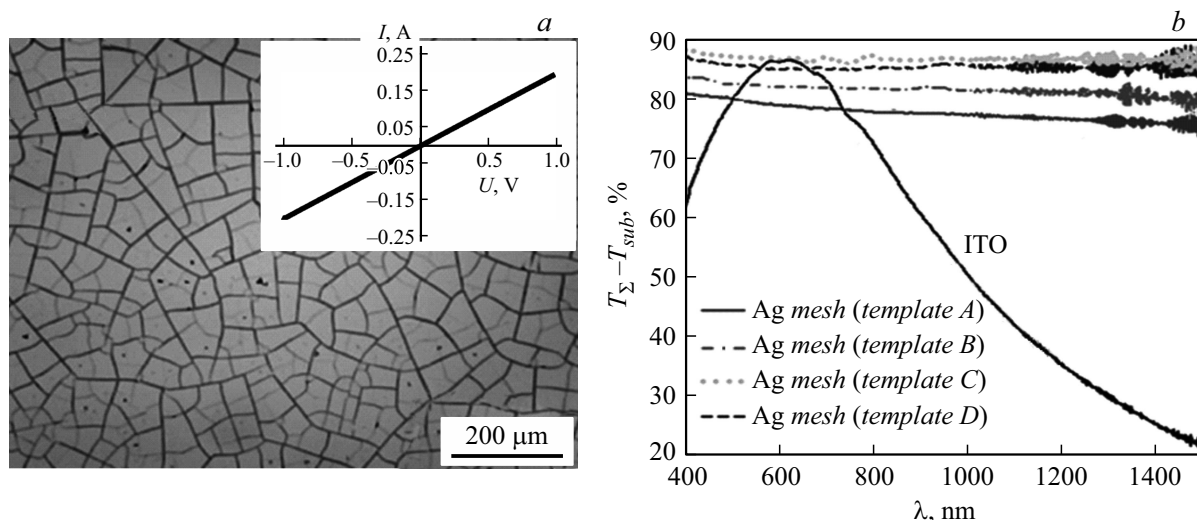 a
I, A
0.25
0.15
0.05
−1.0
−0.5
−0.05
0.5
1.0
U, V
−0.15
−0.25
200 μm
b
90
80
70
60
50
40
30
20
T_Σ−T_sub, %
ITO
Ag mesh (template A)
Ag mesh (template B)
Ag mesh (template C)
Ag mesh (template D)
400
600
800
1000
1200
1400
λ, nm